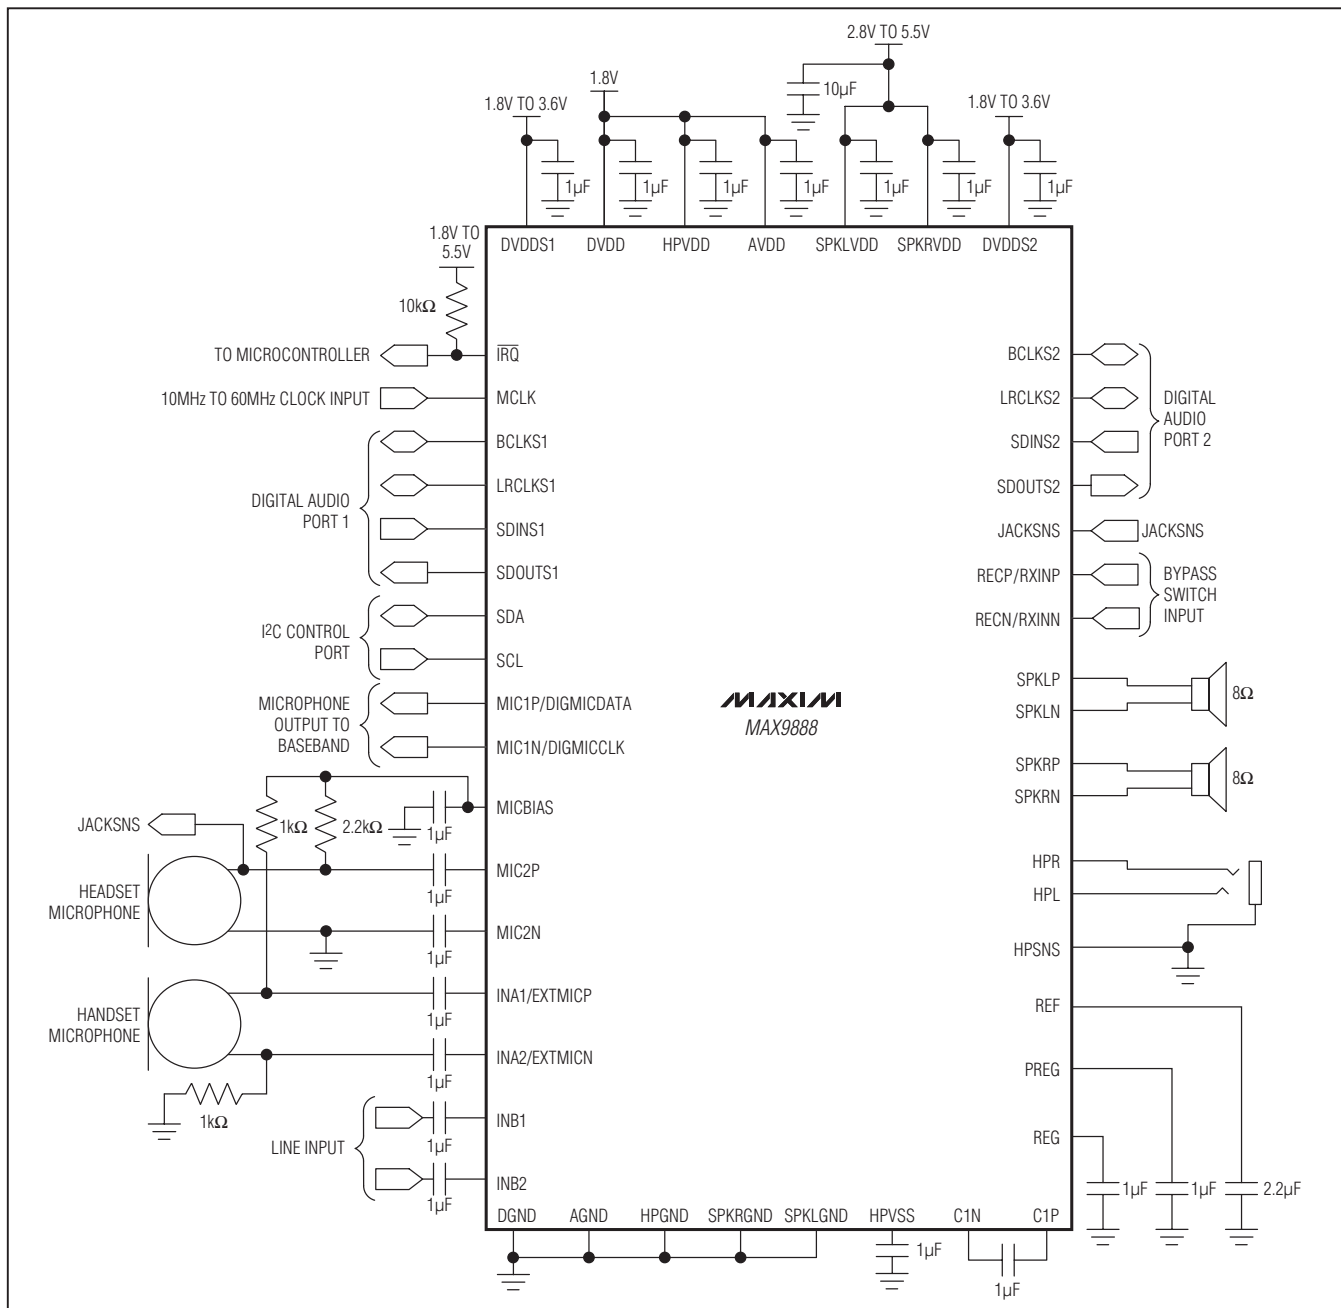 2.8V TO 5.5V
1.8V
10µF
1.8V TO 3.6V
1.8V TO 3.6V
1µF
1µF
1µF
1µF
1µF
1µF
1µF
1.8V TO
5.5V
DVDDS1
DVDD
HPVDD
AVDD
SPKLVDD
SPKRVDD
DVDDS2
10kΩ
TO MICROCONTROLLER
IRQ
10MHz TO 60MHz CLOCK INPUT
MCLK
DIGITAL AUDIO
PORT 1
BCLKS1
LRCLKS1
SDINS1
SDOUTS1
I²C CONTROL
PORT
SDA
SCL
MICROPHONE
OUTPUT TO
BASEBAND
MIC1P/DIGMICDATA
MIC1N/DIGMICCLK
MICBIAS
1µF
1kΩ
2.2kΩ
JACKSNS
HEADSET
MICROPHONE
MIC2P
1µF
MIC2N
1µF
HANDSET
MICROPHONE
INA1/EXTMICP
1µF
INA2/EXTMICN
1µF
1kΩ
LINE INPUT
INB1
1µF
INB2
1µF
MAXIM
MAX9888
BCLKS2
LRCLKS2
SDINS2
SDOUTS2
DIGITAL
AUDIO
PORT 2
JACKSNS
JACKSNS
RECP/RXINP
RECN/RXINN
BYPASS
SWITCH
INPUT
SPKLP
SPKLN
8Ω
SPKRP
SPKRN
8Ω
HPR
HPL
HPSNS
REF
PREG
REG
1µF
1µF
2.2µF
DGND
AGND
HPGND
SPKRGND
SPKLGND
HPVSS
C1N
C1P
1µF
1µF